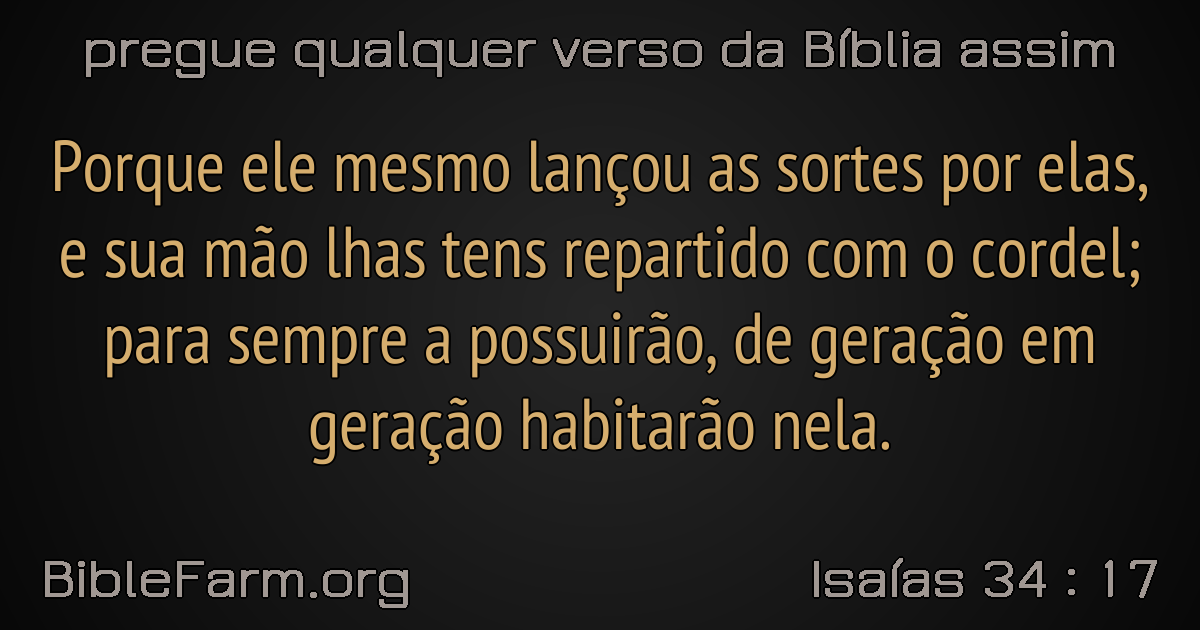 pregue qualquer verso da Bíblia assim
Porque ele mesmo lançou as sortes por elas,
e sua mão lhas tens repartido com o cordel;
para sempre a possuirão, de geração em
geração habitarão nela.
BibleFarm.org
Isaías 34 : 17